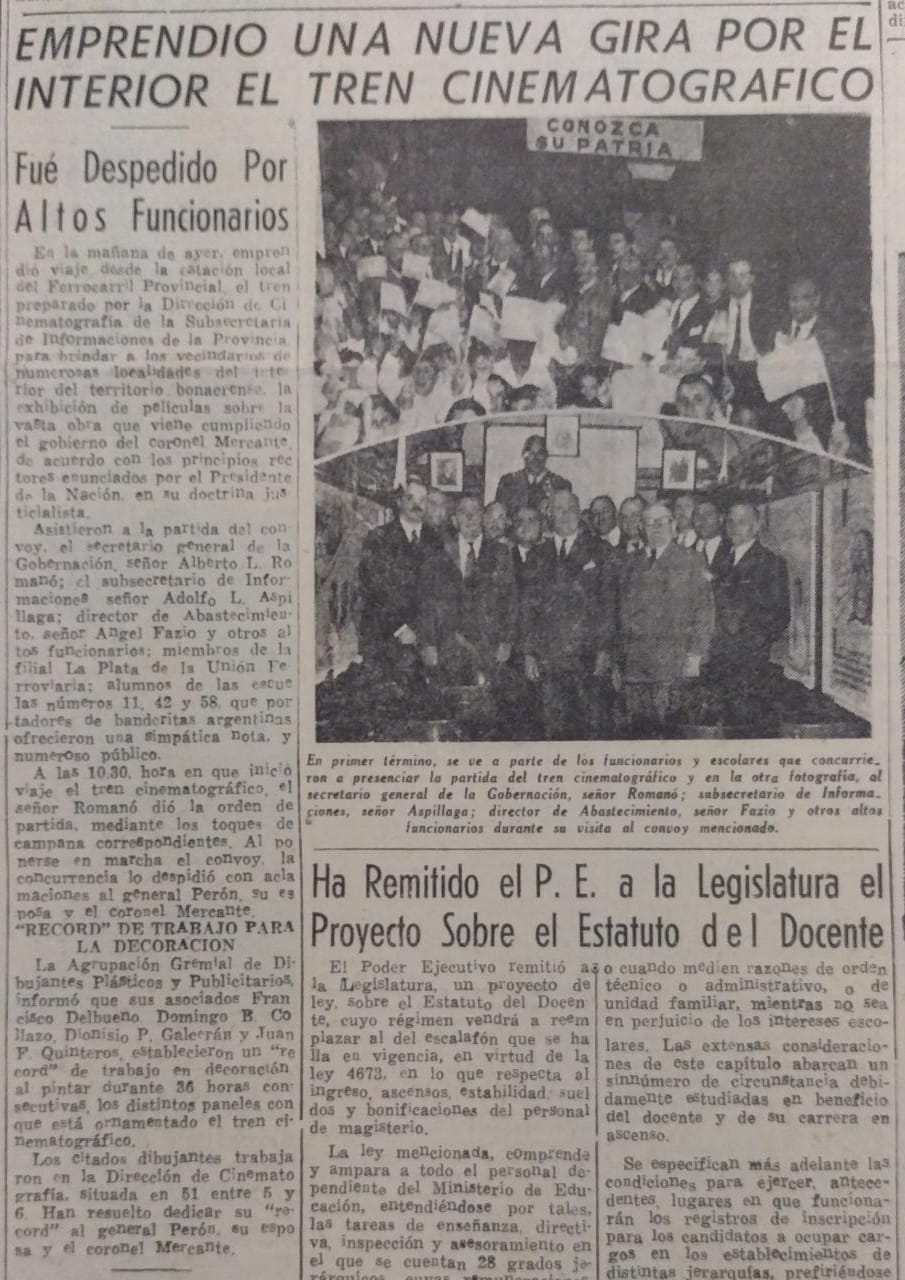 EMPRENDIO UNA NUEVA GIRA POR EL
INTERIOR EL TREN CINEMATOGRAFICO
Fué Despedido Por
Altos Funcionarios
En la mañana de ayer, empren
dió viaje desde la estación local
del Ferrocarril Provincial, el tren
preparado por la Dirección de Ci
nematografía de la Subsecretaría
de Informaciones de la Provincia
para brindar a los vecindarios de
numerosas localidades del inte
rior del territorio bonaerense, la
exhibición de películas sobre la
vasta obra que viene cumpliendo
el gobierno del coronel Mercante,
de acuerdo con los principios rec
tores enunciados por el Presidente
de la Nación, en su doctrina jus
ticialista.
Asistieron a la partida del con
voy, el secretario general de la
Gobernación, señor Alberto L. Ro
manó; el subsecretario de Infor
maciones señor Adolfo L. Aspi
llaga; director de Abastecimien
to, señor Angel Fazio y otros al
tos funcionarios; miembros de la
filial La Plata de la Unión Fe
rroviaria; alumnos de las escue
las números 11, 42 y 58, que por
tadores de banderitas argentinas
ofrecieron una simpática nota, y
numeroso público.
A las 10.30, hora en que inició
viaje el tren cinematográfico, el
señor Romanó dió la orden de
partida, mediante los toques de
campana correspondientes. Al po
nerse en marcha el convoy, la
concurrencia lo despidió con acla
maciones al general Perón, su es
posa y el coronel Mercante.
"RECORD" DE TRABAJO PARA
LA DECORACION
La Agrupación Gremial de Di
bujantes Plásticos y Publicitarios,
informó que sus asociados Fran
cisco Delbueno, Domingo B. Co
llazo, Dionisio P. Galcerán y Juan
F. Quinteros, establecieron un "re
cord" de trabajo en decoración
al pintar durante 36 horas con
secutivas, los distintos paneles con
que está ornamentado el tren ci
nematográfico.
Los citados dibujantes trabaja
ron en la Dirección de Cinemato
grafía, situada en 51 entre 5 y
6. Han resuelto dedicar su "re
cord" al general Perón, su espo
sa y el coronel Mercante.
CONOZCA
SU PATRIA
En primer término, se ve a parte de los funcionarios y escolares que concurrie
ron a presenciar la partida del tren cinematográfico y en la otra fotografía, al
secretario general de la Gobernación, señor Romanó; subsecretario de Informa
ciones, señor Aspillaga; director de Abastecimiento, señor Fazio y otros altos
funcionarios durante su visita al convoy mencionado.
Ha Remitido el P. E. a la Legislatura el
Proyecto Sobre el Estatuto del Docente
El Poder Ejecutivo remitió a
la Legislatura, un proyecto de
ley, sobre el Estatuto del Docen
te, cuyo régimen vendrá a reem
plazar al del escalafón que se ha
lla en vigencia, en virtud de la
ley 4673, en lo que respecta al
ingreso, ascensos, estabilidad, suel
dos y bonificaciones del personal
de magisterio.
La ley mencionada, comprende
y ampara a todo el personal de
pendiente del Ministerio de Edu
cación, entendiéndose por tales,
las tareas de enseñanza, directi
va, inspección y asesoramiento en
el que se cuentan 28 grados je
o cuando medien razones de orden
técnico o administrativo, o de
unidad familiar, mientras no sea
en perjuicio de los intereses esco-
lares. Las extensas consideracio-
nes de este capítulo abarcan un
sinnúmero de circunstancia debi-
damente estudiadas en beneficio
del docente y de su carrera en
ascenso.
Se especifican más adelante las
condiciones para ejercer, antece-
dentes, lugares en que funciona-
rán los registros de inscripción
para los candidatos a ocupar car-
gos en los establecimientos de
distintas jerarquías, prefiriéndose